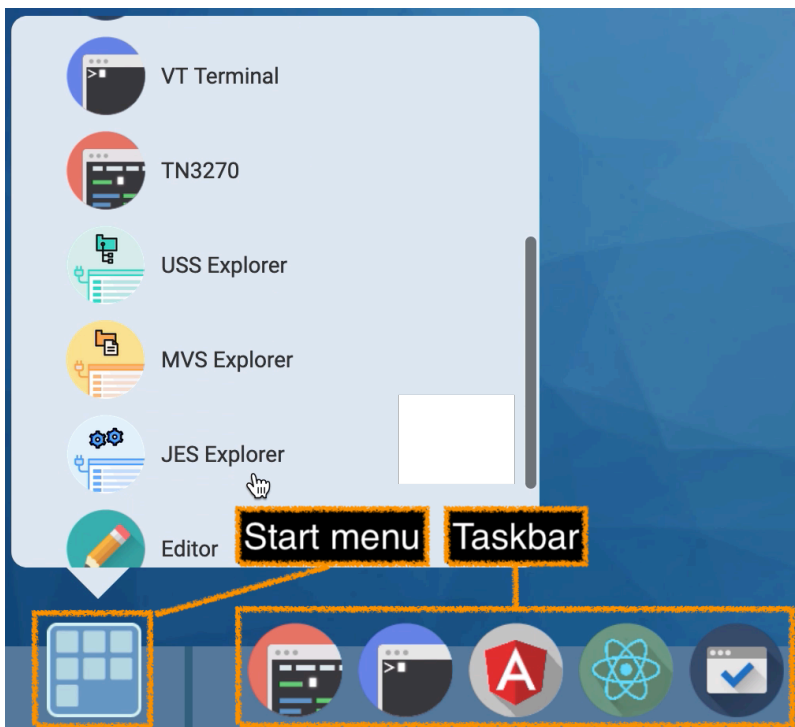 VT Terminal
TN3270
USS Explorer
MVS Explorer
JES Explorer
Editor
Start menu
Taskbar